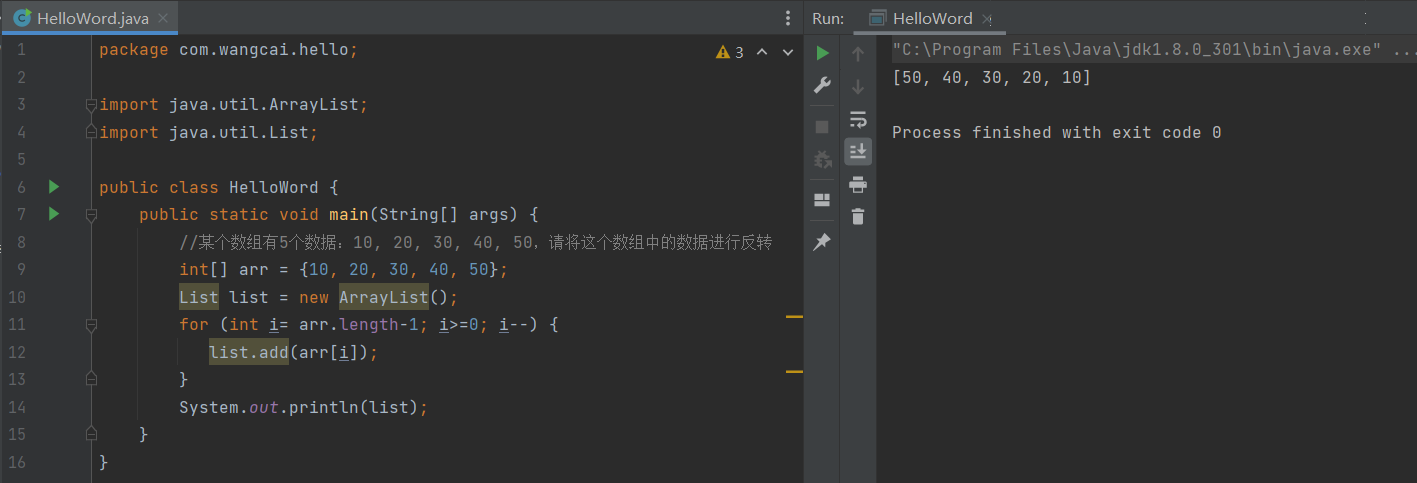 HelloWord.java
Run: HelloWord
3
1 package com.wangcai.hello;
2
3 import java.util.ArrayList;
4 import java.util.List;
5
6 public class HelloWord {
7 public static void main(String[] args) {
8 //某个数组有5个数据：10, 20, 30, 40, 50，请将这个数组中的数据进行反转
9 int[] arr = {10, 20, 30, 40, 50};
10 List list = new ArrayList();
11 for (int i= arr.length-1; i>=0; i--) {
12 list.add(arr[i]);
13 }
14 System.out.println(list);
15 }
16 }
"C:\Program Files\Java\jdk1.8.0_301\bin\java.exe" ...
[50, 40, 30, 20, 10]
Process finished with exit code 0